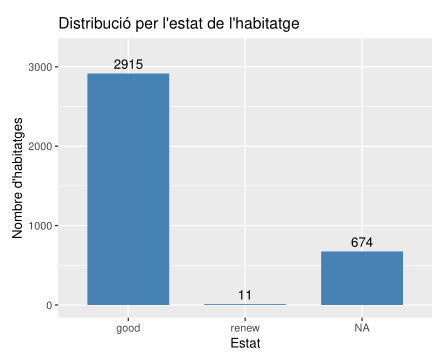 Distribució per l'estat de l'habitatge
Nombre d'habitatges
3000
2000
1000
0
2915
11
674
good
renew
NA
Estat